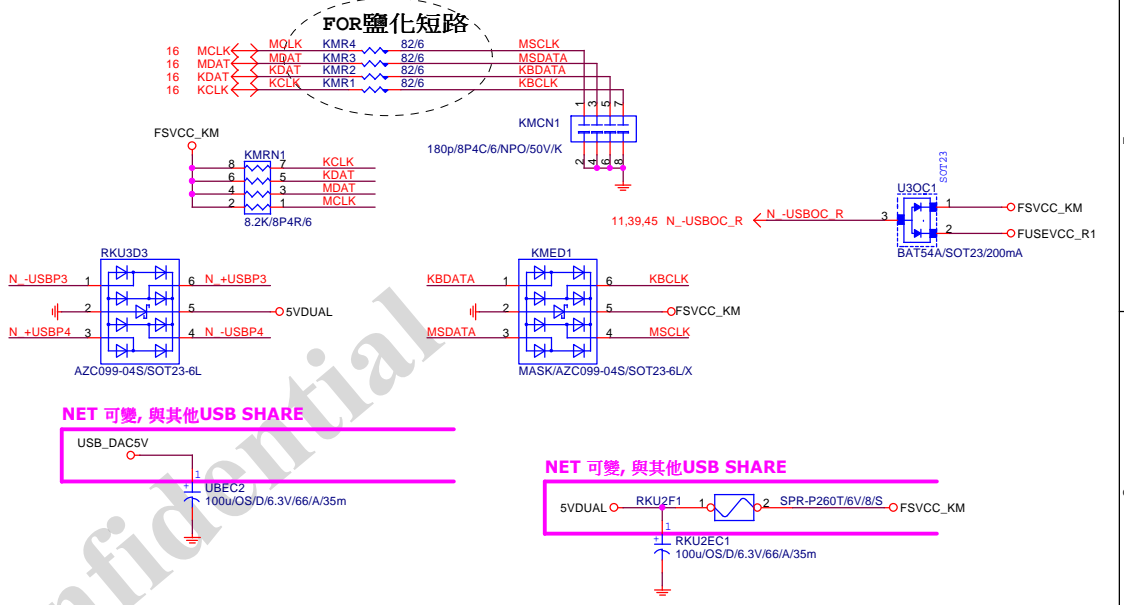 FOR鹽化短路
16 MCLK MCLK KMR4 82/6 MSCLK
16 MDAT MDAT KMR3 82/6 MSDATA
16 KDAT KDAT KMR2 82/6 KBDATA
16 KCLK KCLK KMR1 82/6 KBCLK
1 3 5 7
KMCN1
180p/8P4C/6/NPO/50V/K
2 4 6 8
FSVCC_KM
KMRN1
8 7 KCLK
6 5 KDAT
4 3 MDAT
2 1 MCLK
8.2K/8P4R/6
SOT23
U3OC1
11,39,45 N_-USBOC_R N_-USBOC_R 3
1 FSVCC_KM
2 FUSEVCC_R1
BAT54A/SOT23/200mA
RKU3D3
N_-USBP3 1 6 N_+USBP3
2 5 5VDUAL
N_+USBP4 3 4 N_-USBP4
AZC099-04S/SOT23-6L
KMED1
KBDATA 1 6 KBCLK
2 5 FSVCC_KM
MSDATA 3 4 MSCLK
MASK/AZC099-04S/SOT23-6L/X
NET 可變, 與其他USB SHARE
USB_DAC5V
1
+
UBEC2
100u/OS/D/6.3V/66/A/35m
NET 可變, 與其他USB SHARE
5VDUAL RKU2F1 1 2 SPR-P260T/6V/8/S FSVCC_KM
1
+
RKU2EC1
100u/OS/D/6.3V/66/A/35m
nfidential